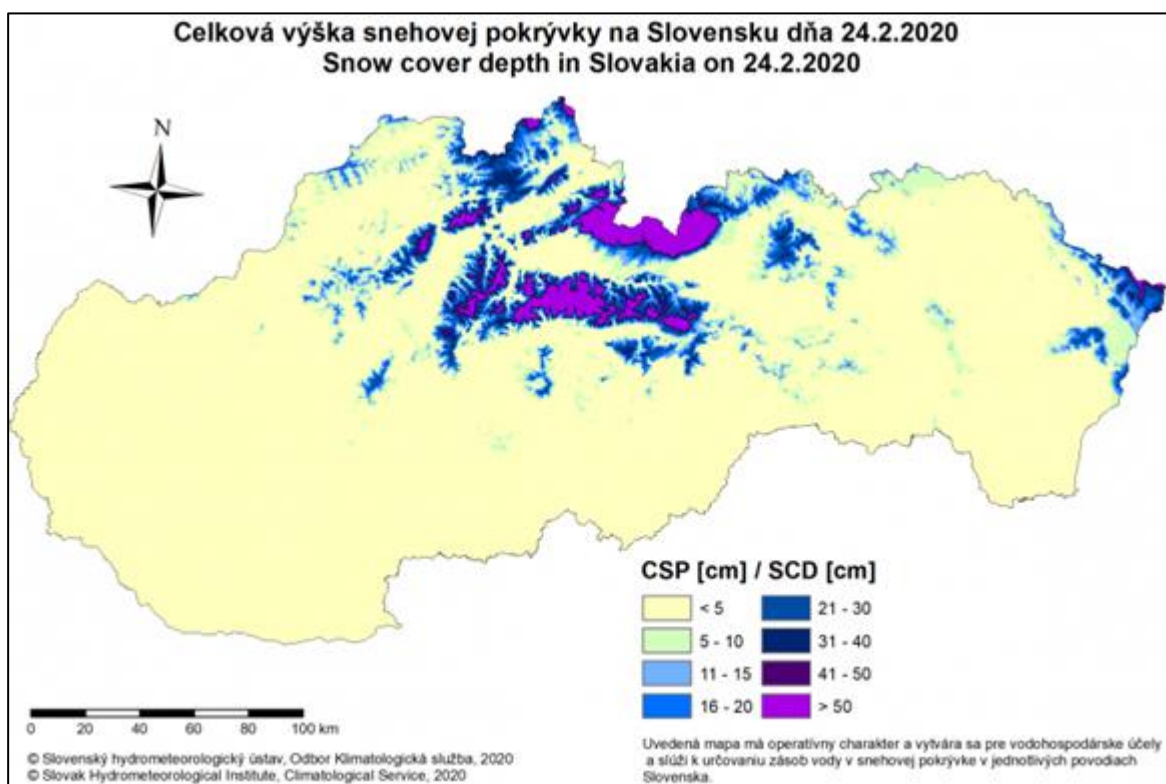 Celková výška snehovej pokrývky na Slovensku dňa 24.2.2020
Snow cover depth in Slovakia on 24.2.2020
N
CSP [cm] / SCD [cm]
< 5
21 - 30
5 - 10
31 - 40
11 - 15
41 - 50
16 - 20
> 50
0 20 40 60 80 100 km
© Slovenský hydrometeorologický ústav, Odbor Klimatologická služba, 2020
© Slovak Hydrometeorological Institute, Climatological Service, 2020
Uvedená mapa má operatívny charakter a vytvára sa pre vodohospodárske účely
a slúži k určovaniu zásob vody v snehovej pokrývke v jednotlivých povodiach
Slovenska.